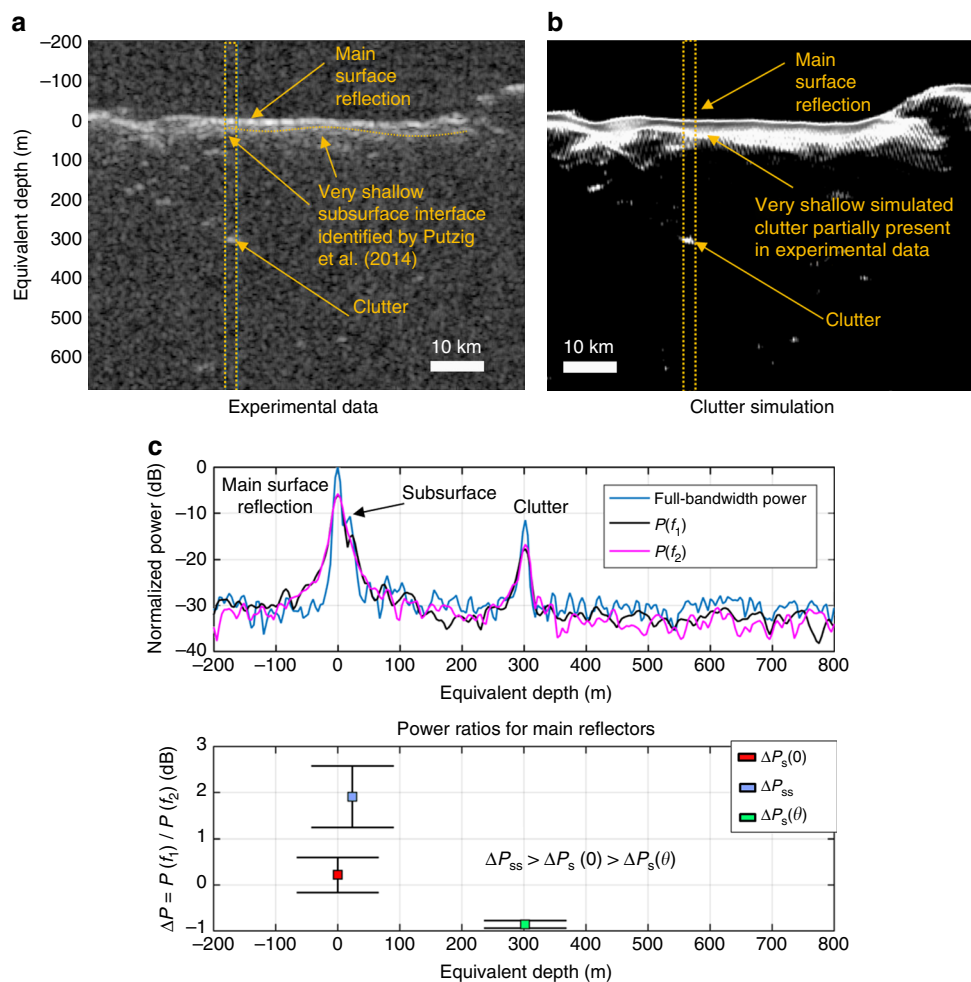 a
−200
−100
0
100
200
300
400
500
600
Equivalent depth (m)
Main
surface
reflection
Very shallow
subsurface interface
identified by Putzig
et al. (2014)
Clutter
10 km
Experimental data
b
Main
surface
reflection
Very shallow simulated
clutter partially present
in experimental data
Clutter
10 km
Clutter simulation
c
0
−10
−20
−30
−40
Normalized power (dB)
Main surface
reflection
Subsurface
Clutter
Full-bandwidth power
P(f₁)
P(f₂)
−200 −100 0 100 200 300 400 500 600 700 800
Equivalent depth (m)
Power ratios for main reflectors
3
2
1
0
−1
ΔP = P (f₁) / P (f₂) (dB)
ΔPₛ(0)
ΔPₛₛ
ΔPₛ(θ)
ΔPₛₛ > ΔPₛ (0) > ΔPₛ(θ)
−200 −100 0 100 200 300 400 500 600 700 800
Equivalent depth (m)